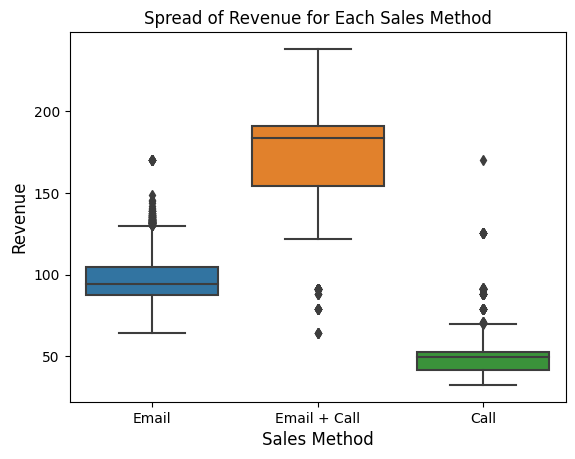 Spread of Revenue for Each Sales Method
Revenue
200
150
100
50
Email
Email + Call
Call
Sales Method